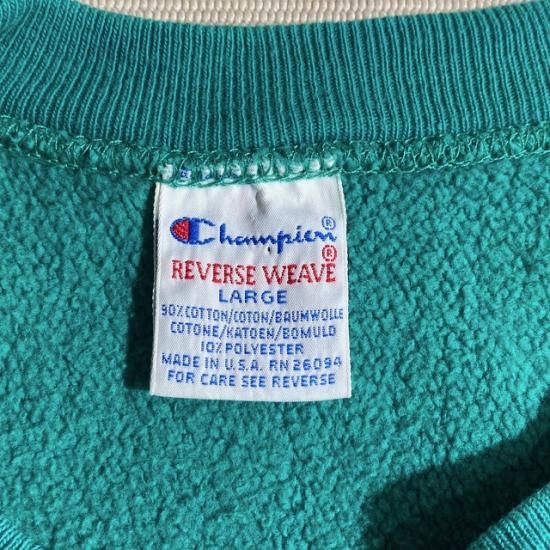 Champion®
REVERSE WEAVE®
LARGE
90% COTTON/COTON/BAUMWOLLE
COTONE/KATOEN/BOMULD
10% POLYESTER
MADE IN U.S.A. RN 26094
FOR CARE SEE REVERSE